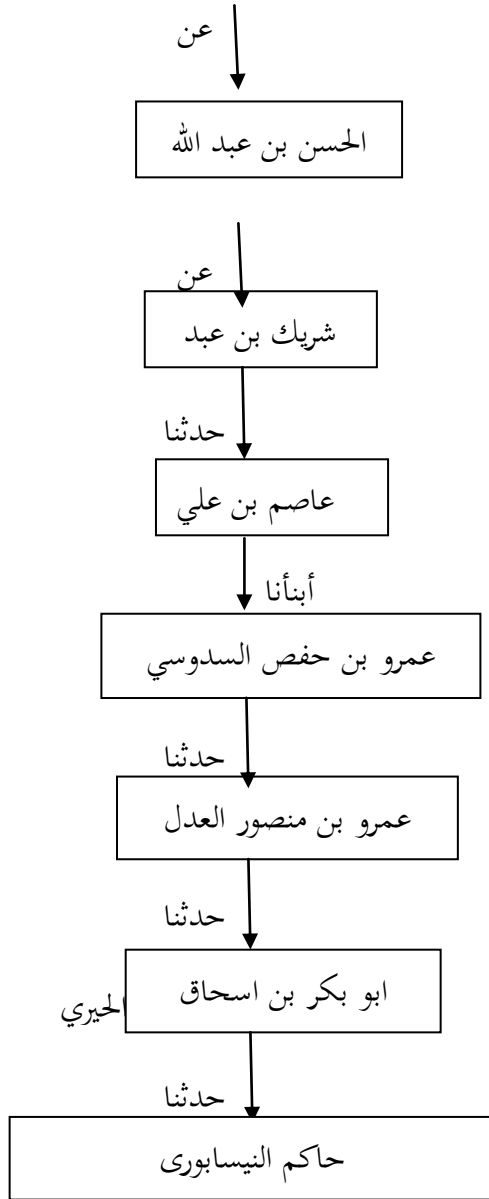 عن
الحسن بن عبد الله
عن
شريك بن عبد
حدثنا
عاصم بن علي
أبنأنا
عمرو بن حفص السدوسي
حدثنا
عمرو بن منصور العدل
حدثنا
ابو بكر بن اسحاق
الحيري
حدثنا
حاكم النيسابورى